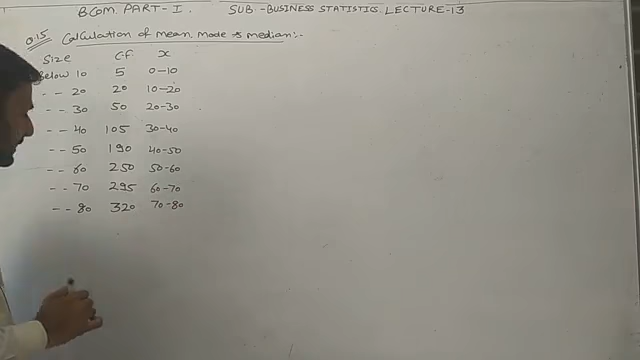 BCOM. PART-I. SUB.-BUSINESS STATISTICS. LECTURE-13
Q.15 Calculation of mean, mode & median:-
Size C.F. X
Below 10 5 0-10
-- 20 20 10-20
-- 30 50 20-30
-- 40 105 30-40
-- 50 190 40-50
-- 60 250 50-60
-- 70 295 60-70
-- 80 320 70-80